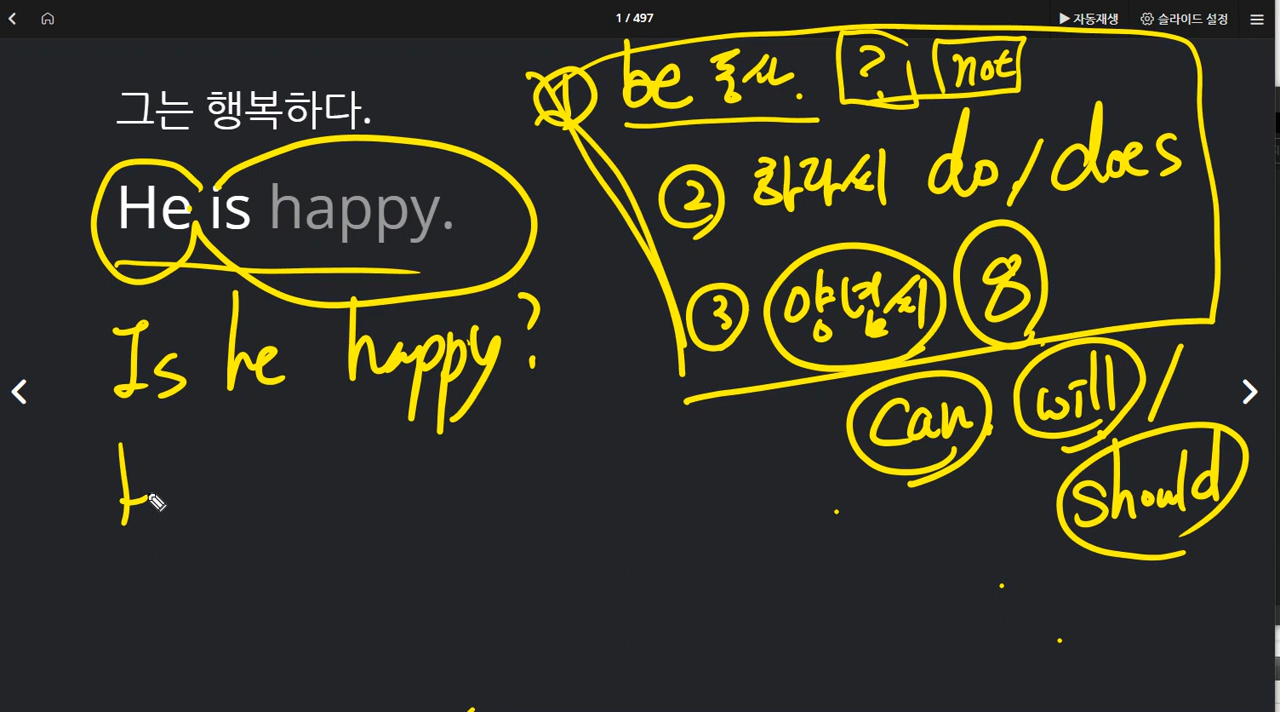 1 / 497
자동재생
슬라이드 설정
그는 행복하다.
He is happy.
Is he happy?
① be 동사. ? not
② 하다씨 do / does
③ 양념씨 8
can will / should